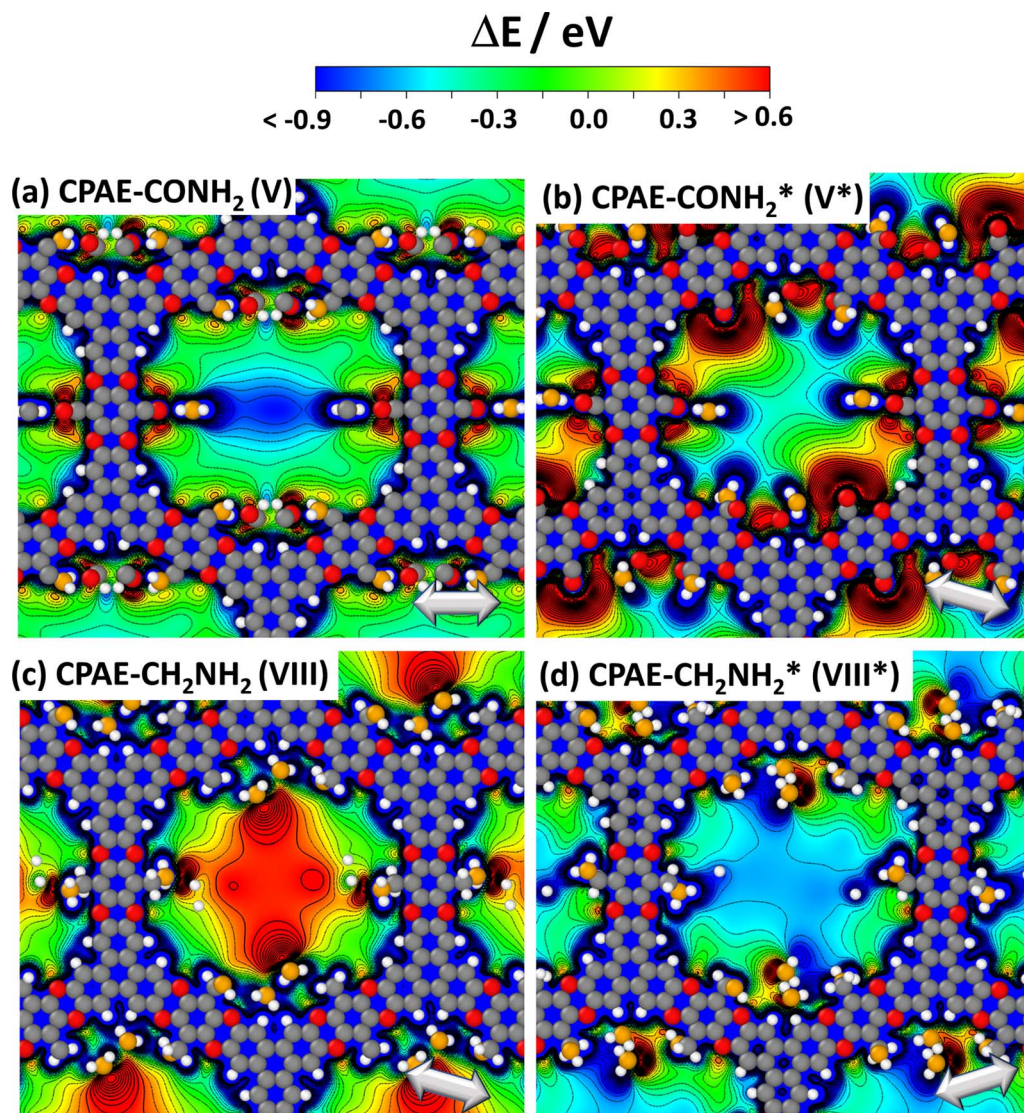 ΔE / eV
< -0.9 -0.6 -0.3 0.0 0.3 > 0.6
(a) CPAE-CONH₂ (V)
(b) CPAE-CONH₂* (V*)
(c) CPAE-CH₂NH₂ (VIII)
(d) CPAE-CH₂NH₂* (VIII*)